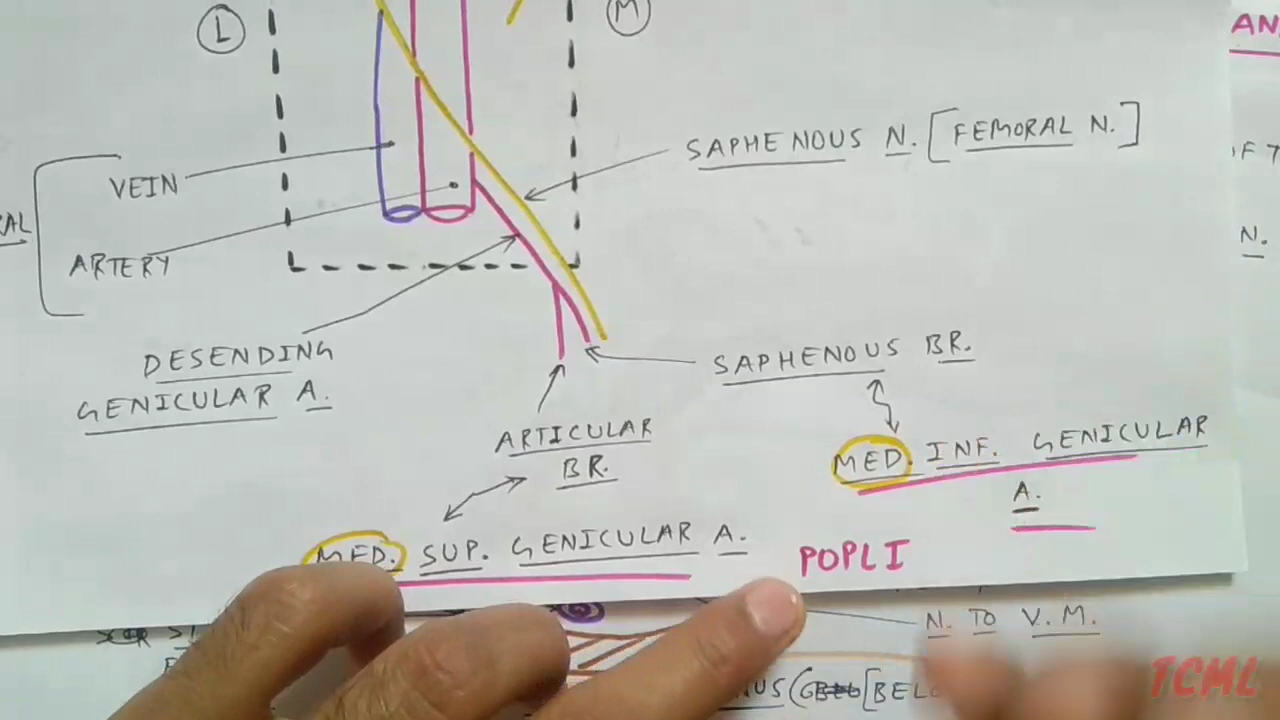 L
M
AN
SAPHENOUS N. [FEMORAL N.]
VEIN
ARTERY
N.
DESENDING
GENICULAR A.
SAPHENOUS BR.
ARTICULAR
BR.
MED. INF. GENICULAR
A.
MED. SUP. GENICULAR A.
POPLI
N. TO V. M.
TCML